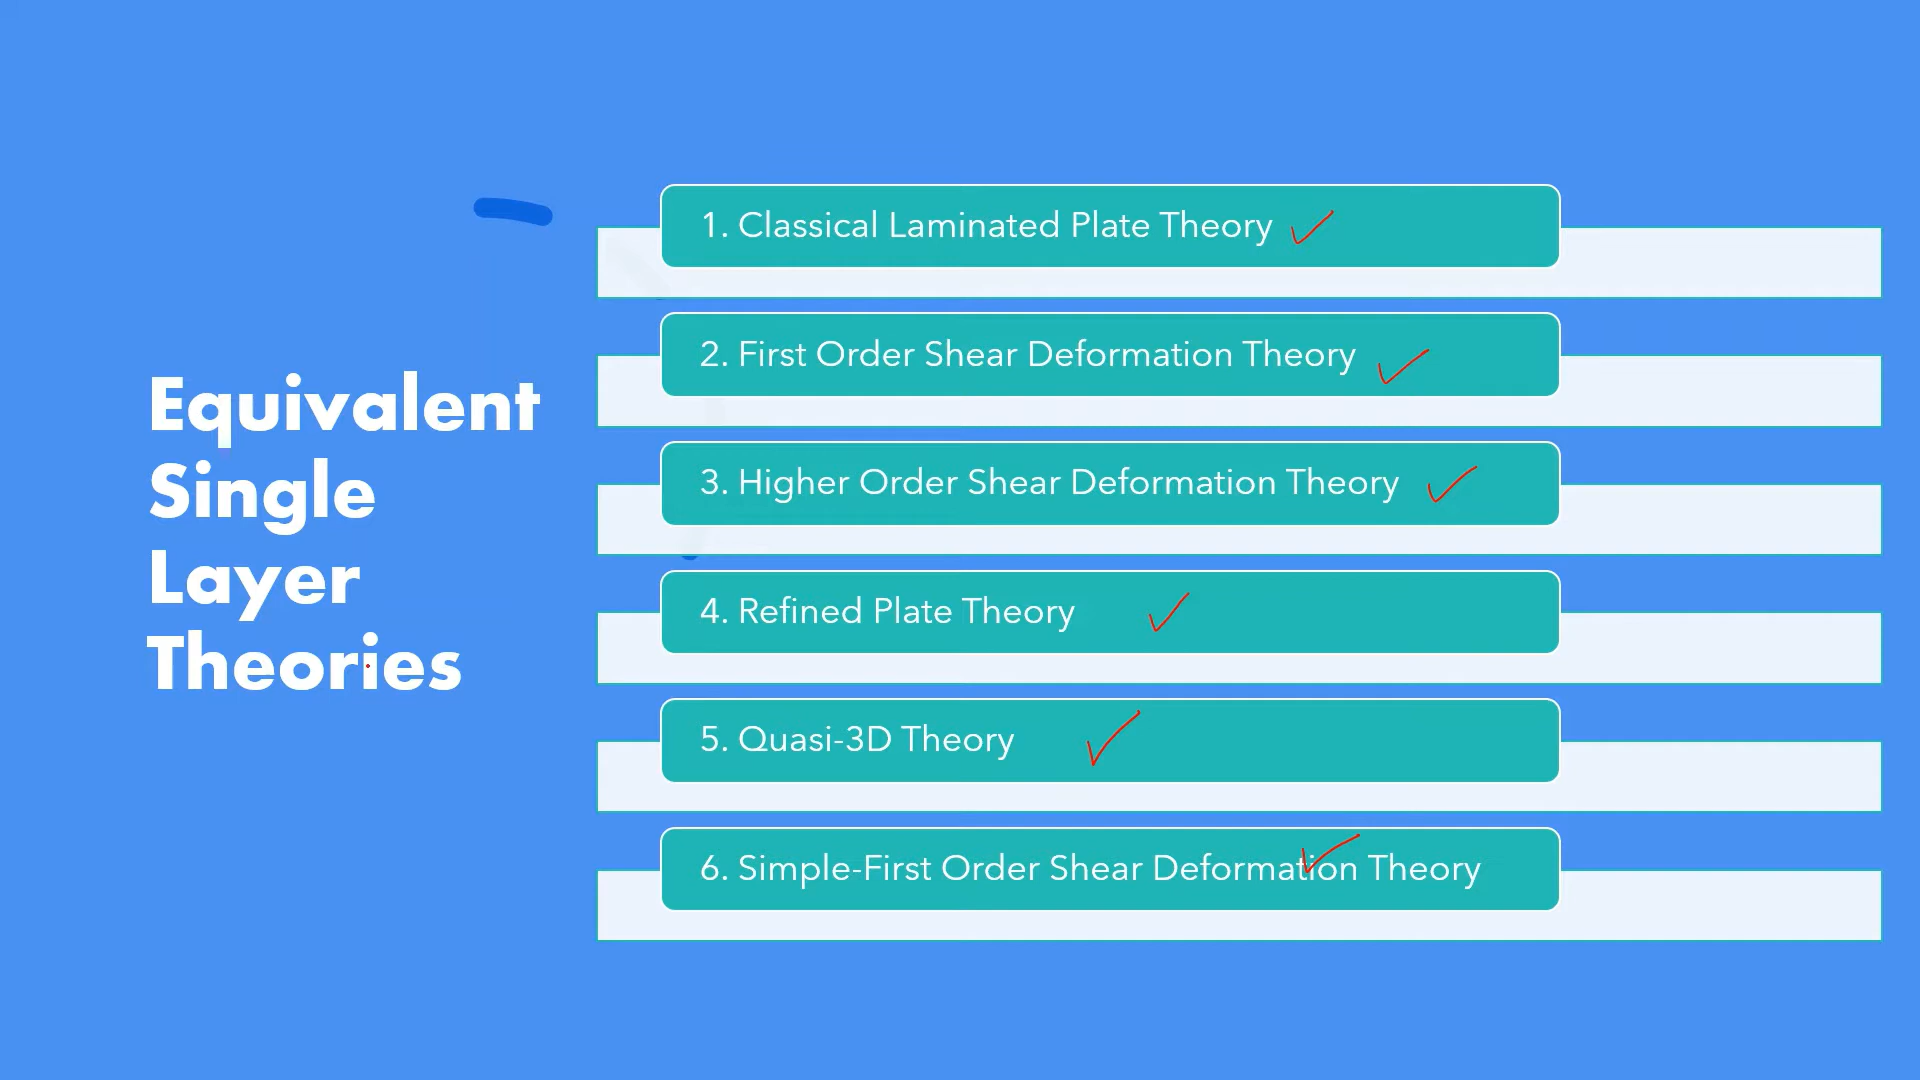 Equivalent
Single
Layer
Theories
1. Classical Laminated Plate Theory
2. First Order Shear Deformation Theory
3. Higher Order Shear Deformation Theory
4. Refined Plate Theory
5. Quasi-3D Theory
6. Simple-First Order Shear Deformation Theory